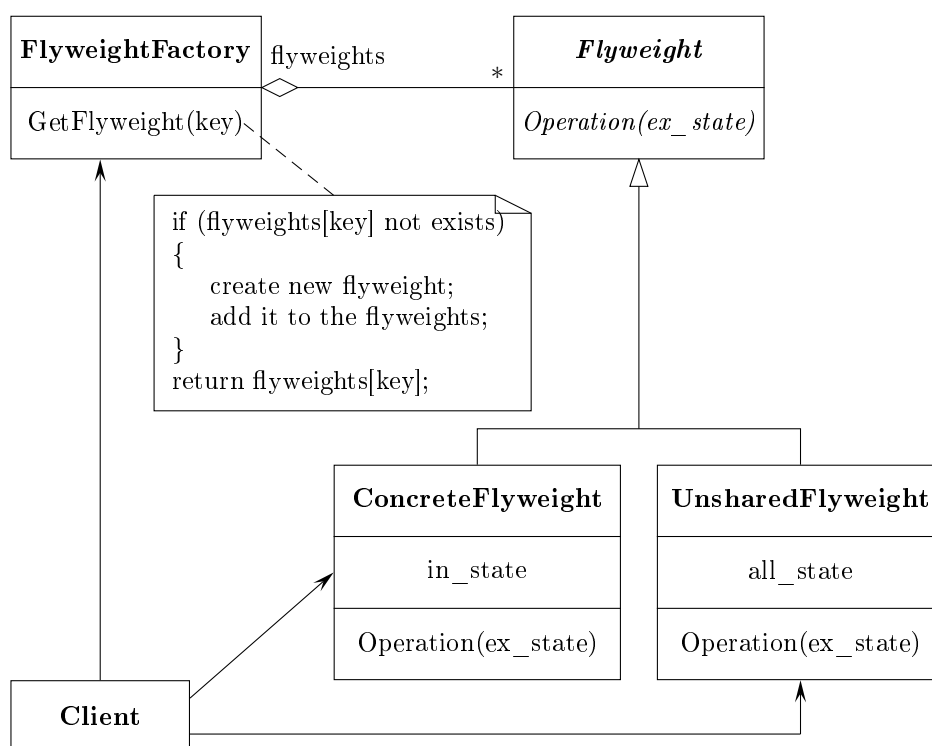 FlyweightFactory
flyweights
*
Flyweight
GetFlyweight(key)
Operation(ex_state)
if (flyweights[key] not exists)
{
create new flyweight;
add it to the flyweights;
}
return flyweights[key];
ConcreteFlyweight
UnsharedFlyweight
in_state
all_state
Operation(ex_state)
Operation(ex_state)
Client